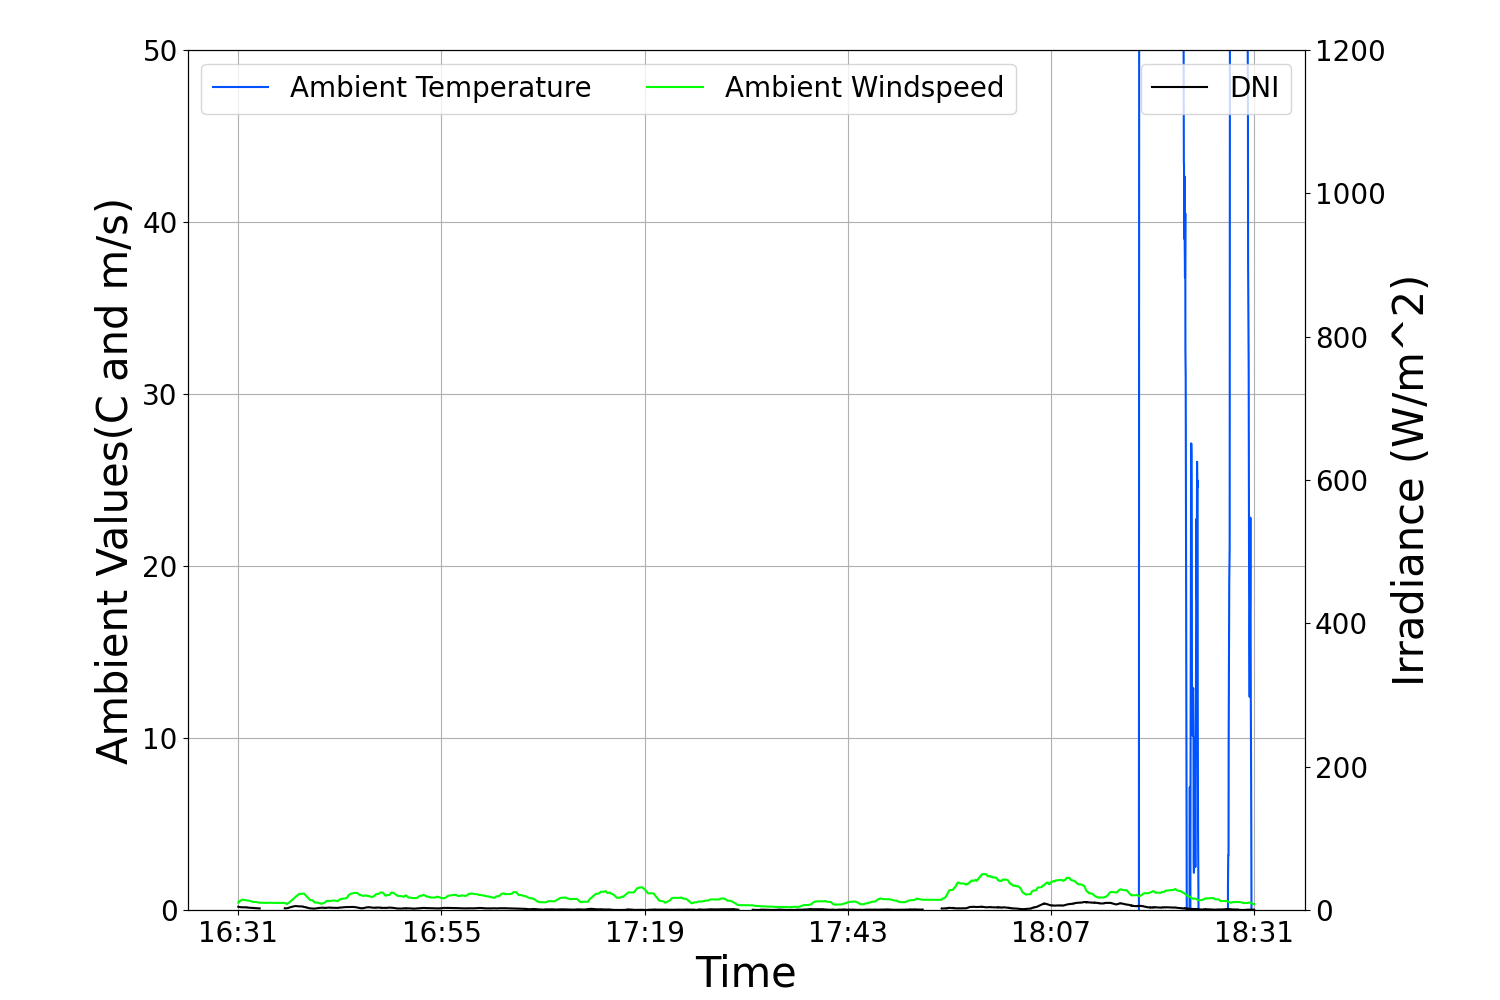 Ambient Temperature Ambient Windspeed DNI
Ambient Values(C and m/s)
50
40
30
20
10
0
1200
1000
800
600
400
200
0
Irradiance (W/m^2)
16:31 16:55 17:19 17:43 18:07 18:31
Time